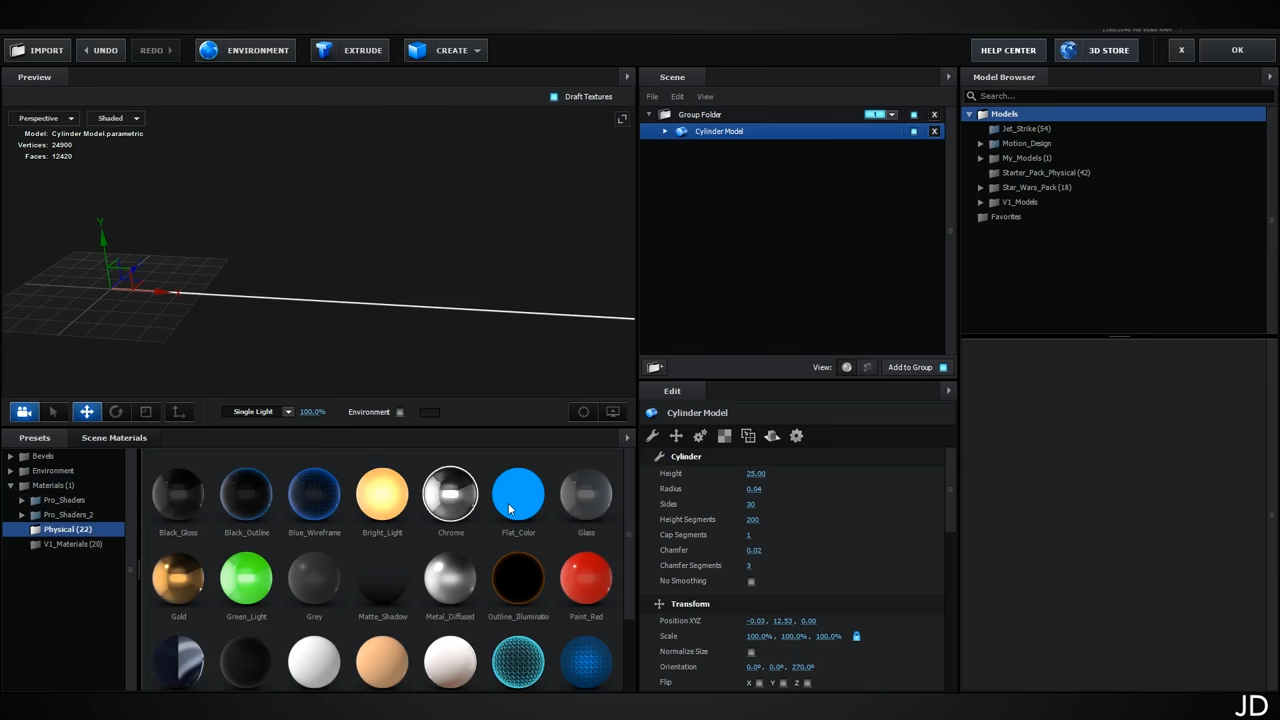 IMPORT
UNDO
REDO
ENVIRONMENT
EXTRUDE
CREATE
HELP CENTER
3D STORE
X
OK
Preview
Draft Textures
Perspective
Shaded
Model: Cylinder Model.parametric
Vertices: 24900
Faces: 12420
Y
X
Single Light
100.0%
Environment
Scene
File Edit View
Group Folder
1
X
Cylinder Model
X
View:
Add to Group
Model Browser
Search...
Models
Jet_Strike (54)
Motion_Design
My_Models (1)
Starter_Pack_Physical (42)
Star_Wars_Pack (18)
V1_Models
Favorites
Presets
Scene Materials
Bevels
Environment
Materials (1)
Pro_Shaders
Pro_Shaders_2
Physical (22)
V1_Materials (20)
Black_Gloss
Black_Outline
Blue_Wireframe
Bright_Light
Chrome
Flat_Color
Glass
Gold
Green_Light
Grey
Matte_Shadow
Metal_Diffused
Outline_Illuminatio
Paint_Red
Edit
Cylinder Model
Cylinder
Height 25.00
Radius 0.04
Sides 30
Height Segments 200
Cap Segments 1
Chamfer 0.02
Chamfer Segments 3
No Smoothing
Transform
Position XYZ -0.03, 12.53, 0.00
Scale 100.0%, 100.0%, 100.0%
Normalize Size
Orientation 0.0°, 0.0°, 270.0°
Flip X Y Z
JD